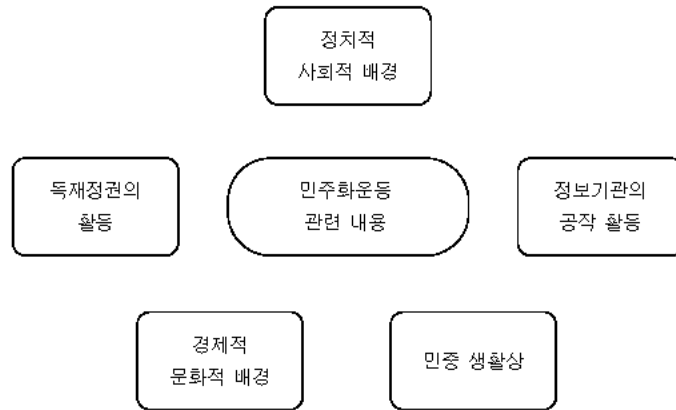 정치적
사회적 배경
독재정권의
활동
민주화운동
관련 내용
정보기관의
공작 활동
경제적
문화적 배경
민중 생활상